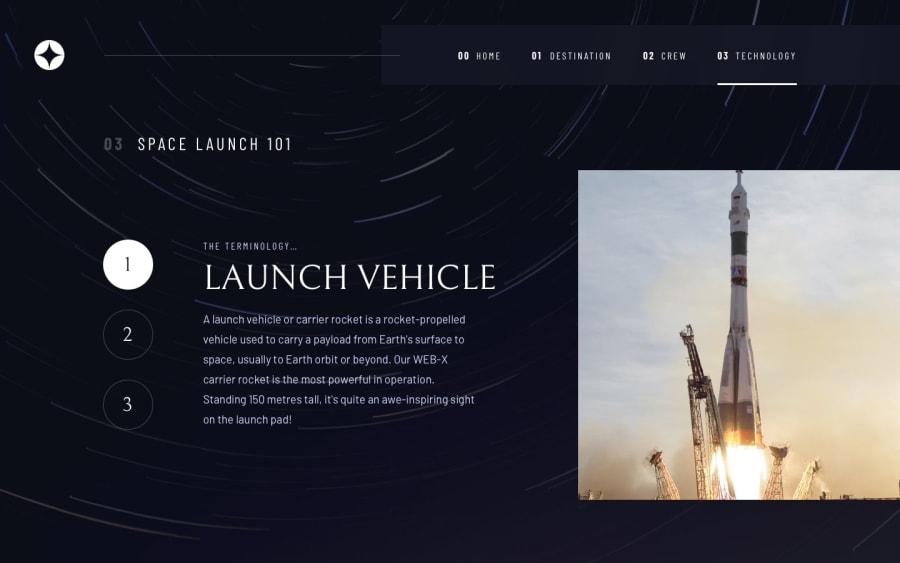 00 HOME 01 DESTINATION 02 CREW 03 TECHNOLOGY
03 SPACE LAUNCH 101
1
THE TERMINOLOGY...
LAUNCH VEHICLE
2
A launch vehicle or carrier rocket is a rocket-propelled
vehicle used to carry a payload from Earth's surface to
space, usually to Earth orbit or beyond. Our WEB-X
carrier rocket is the most powerful in operation.
3
Standing 150 metres tall, it's quite an awe-inspiring sight
on the launch pad!